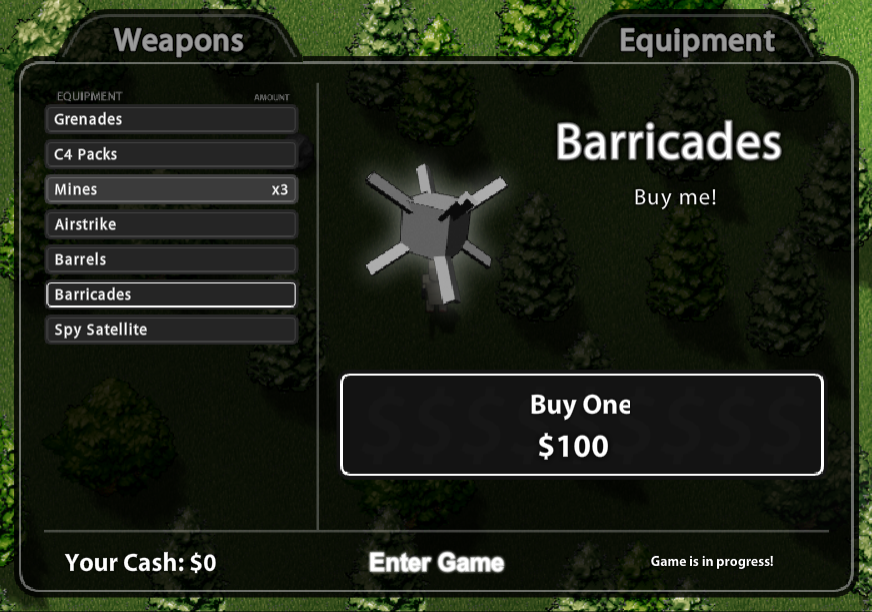 Weapons
Equipment
EQUIPMENT AMOUNT
Grenades
C4 Packs
Mines x3
Airstrike
Barrels
Barricades
Spy Satellite
Barricades
Buy me!
Buy One
$100
Your Cash: $0
Enter Game
Game is in progress!